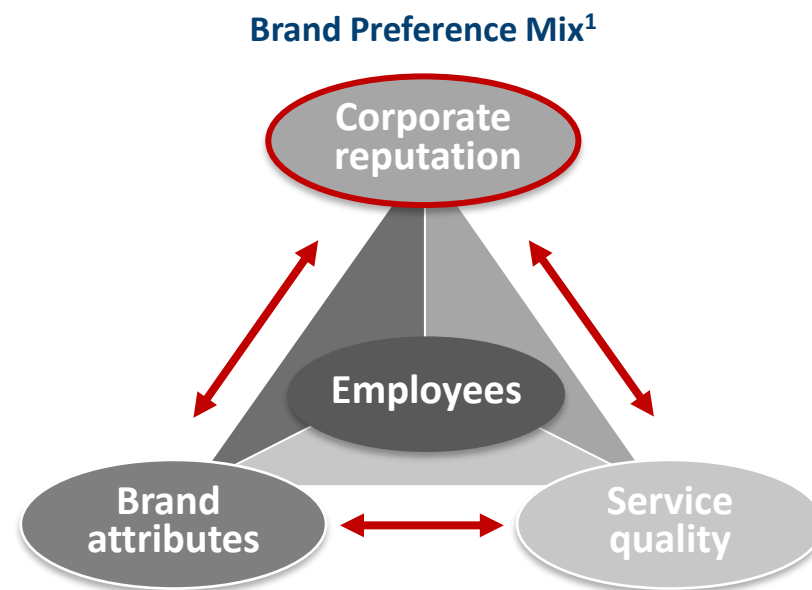 Brand Preference Mix¹
Corporate
reputation
Employees
Brand
attributes
Service
quality